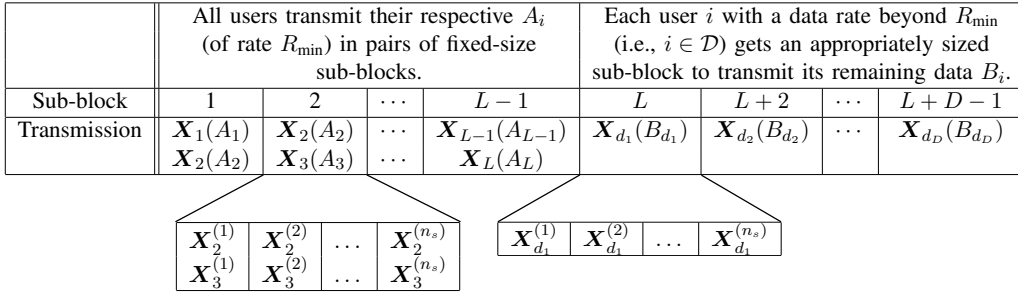 All users transmit their respective A_i Each user i with a data rate beyond R_min
(of rate R_min) in pairs of fixed-size (i.e., i ∈ 𝒟) gets an appropriately sized
sub-blocks. sub-block to transmit its remaining data B_i.
Sub-block 1 2 ⋯ L − 1 L L + 2 ⋯ L + D − 1
Transmission X_1(A_1) X_2(A_2) ⋯ X_{L−1}(A_{L−1}) X_{d_1}(B_{d_1}) X_{d_2}(B_{d_2}) ⋯ X_{d_D}(B_{d_D})
X_2(A_2) X_3(A_3) ⋯ X_L(A_L)
X_2^{(1)} X_2^{(2)} … X_2^{(n_s)} X_{d_1}^{(1)} X_{d_1}^{(2)} … X_{d_1}^{(n_s)}
X_3^{(1)} X_3^{(2)} … X_3^{(n_s)}